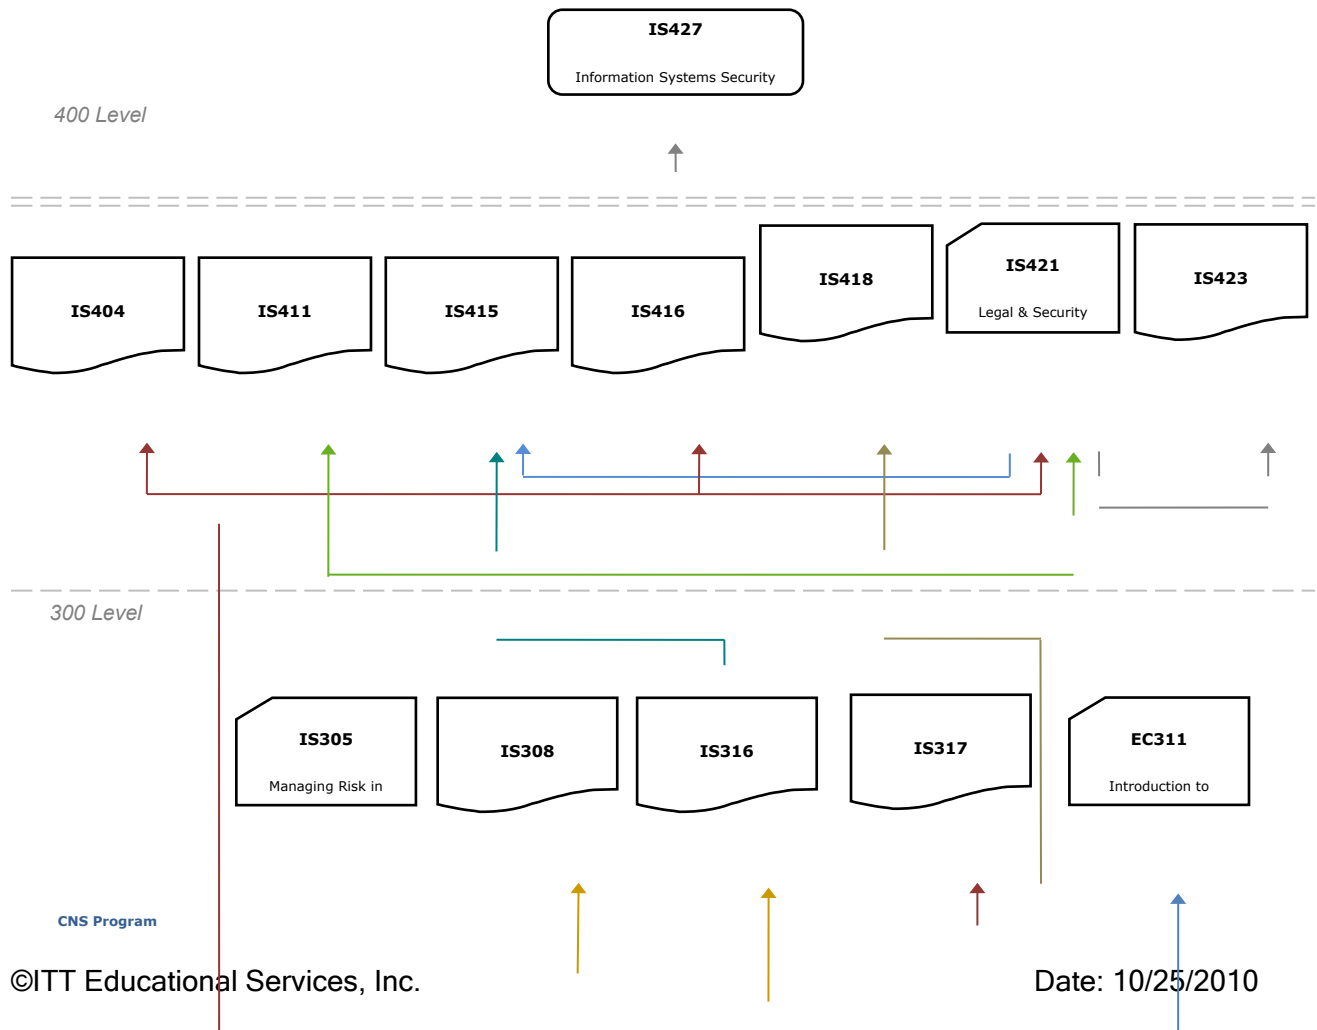 IS427
Information Systems Security
400 Level
IS404
IS411
IS415
IS416
IS418
IS421
Legal & Security
IS423
300 Level
IS305
Managing Risk in
IS308
IS316
IS317
EC311
Introduction to
CNS Program
©ITT Educational Services, Inc.
Date: 10/25/2010